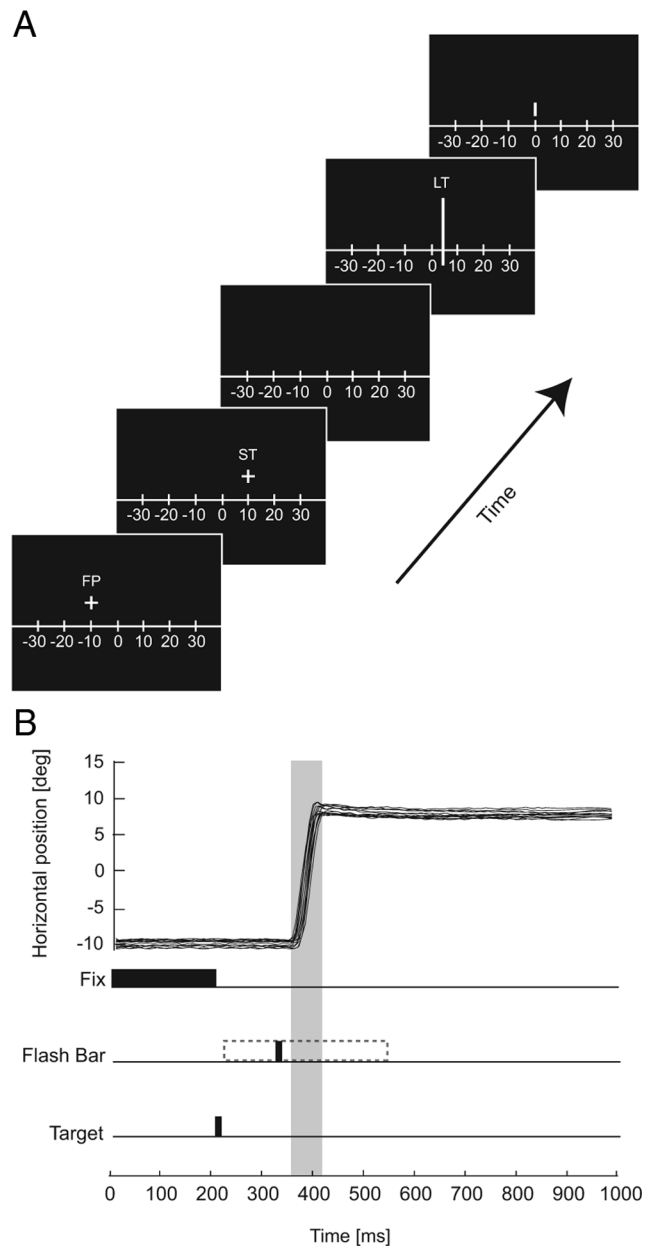 A
-30 -20 -10 0 10 20 30
LT
-30 -20 -10 0 10 20 30
-30 -20 -10 0 10 20 30
ST
-30 -20 -10 0 10 20 30
Time
FP
-30 -20 -10 0 10 20 30
B
Horizontal position [deg]
15
10
5
0
-5
-10
Fix
Flash Bar
Target
0 100 200 300 400 500 600 700 800 900 1000
Time [ms]